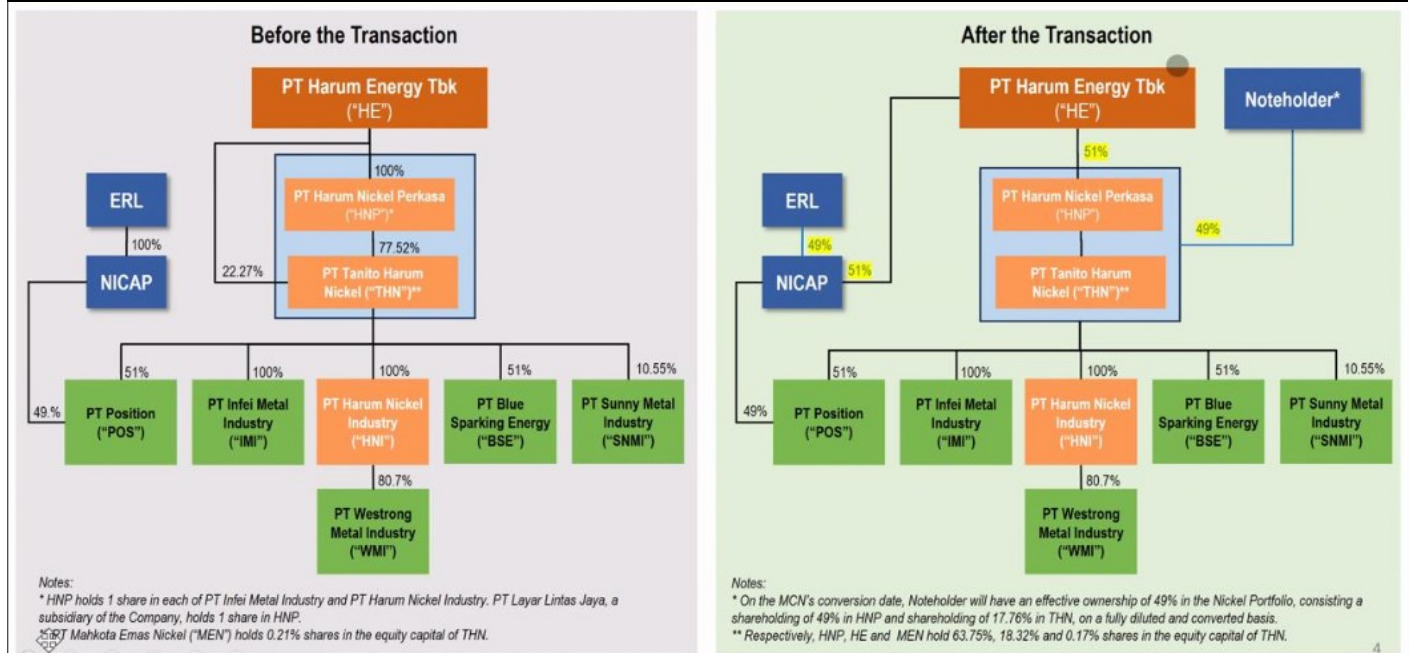 Before the Transaction
PT Harum Energy Tbk
("HE")
100%
PT Harum Nickel Perkasa
("HNP")*
77.52%
PT Tanito Harum
Nickel ("THN")**
22.27%
ERL
100%
NICAP
51%
100%
100%
51%
10.55%
49.%
PT Position
("POS")
PT Infei Metal
Industry
("IMI")
PT Harum Nickel
Industry
("HNI")
PT Blue
Sparking Energy
("BSE")
PT Sunny Metal
Industry
("SNMI")
80.7%
PT Westrong
Metal Industry
("WMI")
Notes:
* HNP holds 1 share in each of PT Infei Metal Industry and PT Harum Nickel Industry. PT Layar Lintas Jaya, a
subsidiary of the Company, holds 1 share in HNP.
PT Mahkota Emas Nickel ("MEN") holds 0.21% shares in the equity capital of THN.
After the Transaction
PT Harum Energy Tbk
("HE")
Noteholder*
51%
PT Harum Nickel Perkasa
("HNP")
PT Tanito Harum
Nickel ("THN")**
49%
ERL
49%
NICAP
51%
51%
100%
100%
51%
10.55%
49%
PT Position
("POS")
PT Infei Metal
Industry
("IMI")
PT Harum Nickel
Industry
("HNI")
PT Blue
Sparking Energy
("BSE")
PT Sunny Metal
Industry
("SNMI")
80.7%
PT Westrong
Metal Industry
("WMI")
Notes:
* On the MCN's conversion date, Noteholder will have an effective ownership of 49% in the Nickel Portfolio, consisting a
shareholding of 49% in HNP and shareholding of 17.76% in THN, on a fully diluted and converted basis.
** Respectively, HNP, HE and MEN hold 63.75%, 18.32% and 0.17% shares in the equity capital of THN.
4